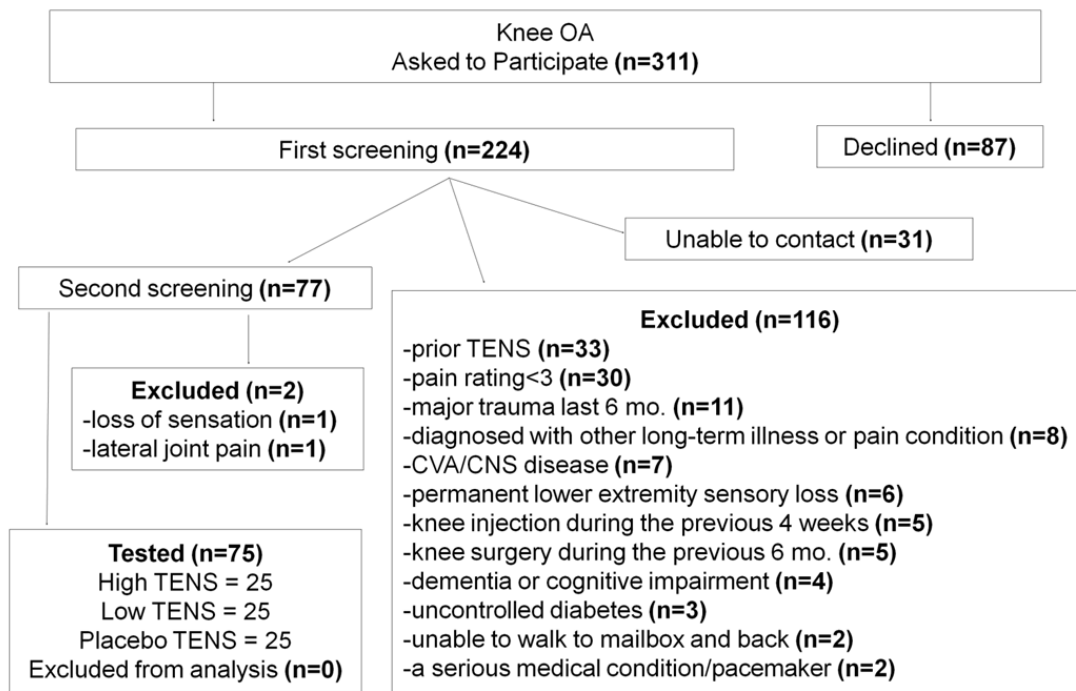 Knee OA
Asked to Participate (n=311)
First screening (n=224)
Declined (n=87)
Unable to contact (n=31)
Second screening (n=77)
Excluded (n=2)
-loss of sensation (n=1)
-lateral joint pain (n=1)
Tested (n=75)
High TENS = 25
Low TENS = 25
Placebo TENS = 25
Excluded from analysis (n=0)
Excluded (n=116)
-prior TENS (n=33)
-pain rating<3 (n=30)
-major trauma last 6 mo. (n=11)
-diagnosed with other long-term illness or pain condition (n=8)
-CVA/CNS disease (n=7)
-permanent lower extremity sensory loss (n=6)
-knee injection during the previous 4 weeks (n=5)
-knee surgery during the previous 6 mo. (n=5)
-dementia or cognitive impairment (n=4)
-uncontrolled diabetes (n=3)
-unable to walk to mailbox and back (n=2)
-a serious medical condition/pacemaker (n=2)